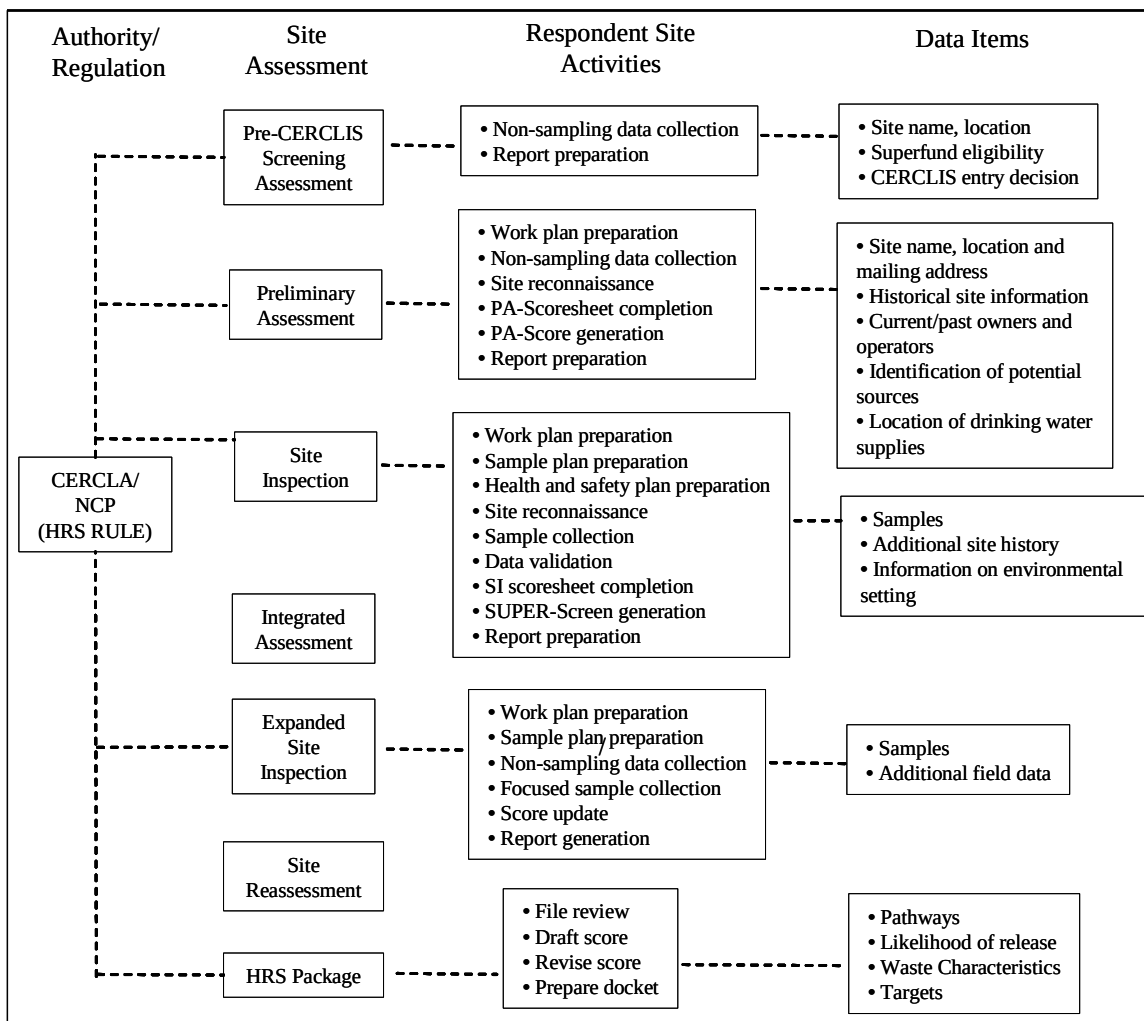 Authority/
Regulation
Site
Assessment
Respondent Site
Activities
Data Items
Pre-CERCLIS
Screening
Assessment
• Non-sampling data collection
• Report preparation
• Site name, location
• Superfund eligibility
• CERCLIS entry decision
Preliminary
Assessment
• Work plan preparation
• Non-sampling data collection
• Site reconnaissance
• PA-Scoresheet completion
• PA-Score generation
• Report preparation
• Site name, location and
mailing address
• Historical site information
• Current/past owners and
operators
• Identification of potential
sources
• Location of drinking water
supplies
CERCLA/
NCP
(HRS RULE)
Site
Inspection
• Work plan preparation
• Sample plan preparation
• Health and safety plan preparation
• Site reconnaissance
• Sample collection
• Data validation
• SI scoresheet completion
• SUPER-Screen generation
• Report preparation
• Samples
• Additional site history
• Information on environmental
setting
Integrated
Assessment
Expanded
Site
Inspection
• Work plan preparation
• Sample plan preparation
/
• Non-sampling data collection
• Focused sample collection
• Score update
• Report generation
• Samples
• Additional field data
Site
Reassessment
HRS Package
• File review
• Draft score
• Revise score
• Prepare docket
• Pathways
• Likelihood of release
• Waste Characteristics
• Targets